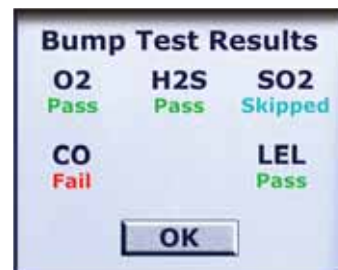 Bump Test Results
O2 H2S SO2
Pass Pass Skipped
CO LEL
Fail Pass
OK